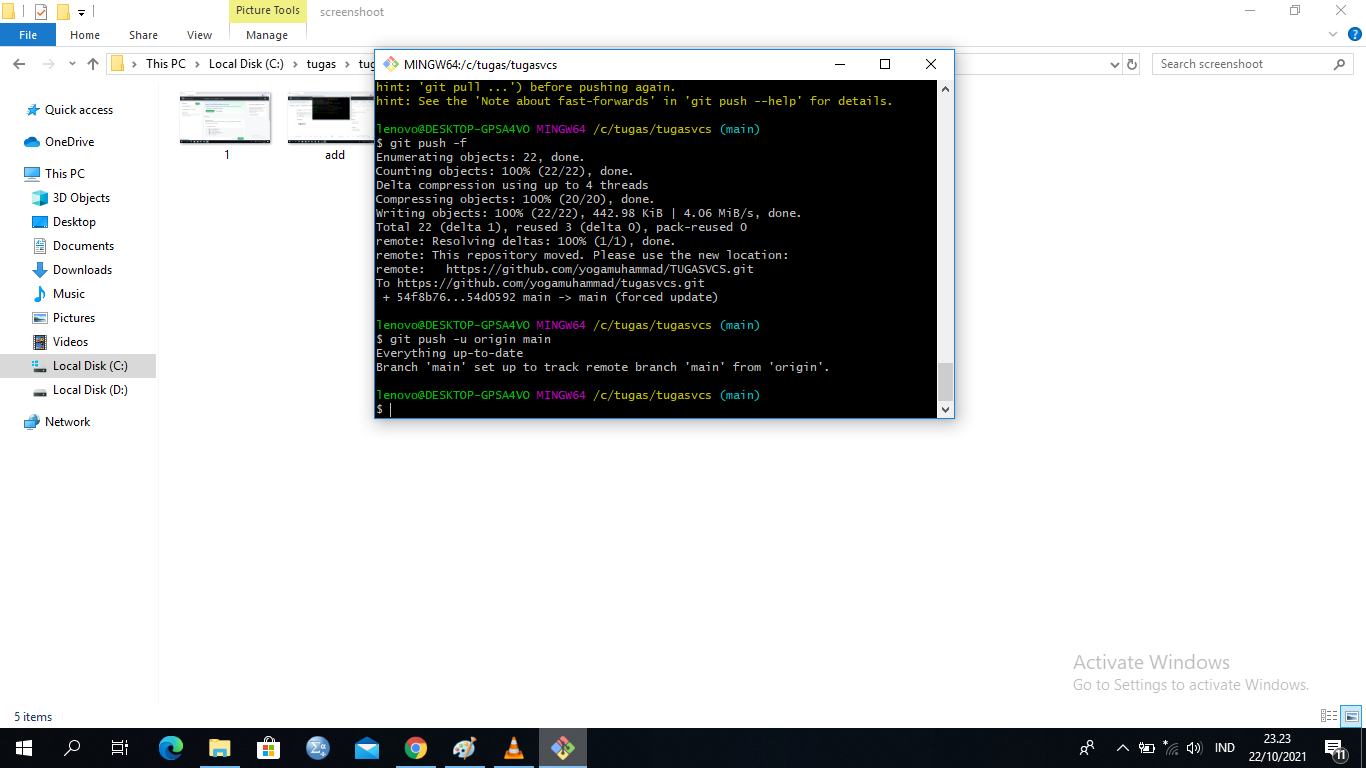 Picture Tools
screenshoot
File
Home
Share
View
Manage
This PC
Local Disk (C:)
tugas
Search screenshoot
MINGW64:/c/tugas/tugasvcs
hint: 'git pull ...') before pushing again.
hint: See the 'Note about fast-forwards' in 'git push --help' for details.
lenovo@DESKTOP-GPSA4VO MINGW64 /c/tugas/tugasvcs (main)
$ git push -f
Enumerating objects: 22, done.
Counting objects: 100% (22/22), done.
Delta compression using up to 4 threads
Compressing objects: 100% (20/20), done.
Writing objects: 100% (22/22), 442.98 KiB | 4.06 MiB/s, done.
Total 22 (delta 1), reused 3 (delta 0), pack-reused 0
remote: Resolving deltas: 100% (1/1), done.
remote: This repository moved. Please use the new location:
remote:   https://github.com/yogamuhammad/TUGASVCS.git
To https://github.com/yogamuhammad/tugasvcs.git
 + 54f8b76...54d0592 main -> main (forced update)
lenovo@DESKTOP-GPSA4VO MINGW64 /c/tugas/tugasvcs (main)
$ git push -u origin main
Everything up-to-date
Branch 'main' set up to track remote branch 'main' from 'origin'.
lenovo@DESKTOP-GPSA4VO MINGW64 /c/tugas/tugasvcs (main)
$
Quick access
OneDrive
This PC
3D Objects
Desktop
Documents
Downloads
Music
Pictures
Videos
Local Disk (C:)
Local Disk (D:)
Network
1
add
Activate Windows
Go to Settings to activate Windows.
5 items
IND
23.23
22/10/2021
11